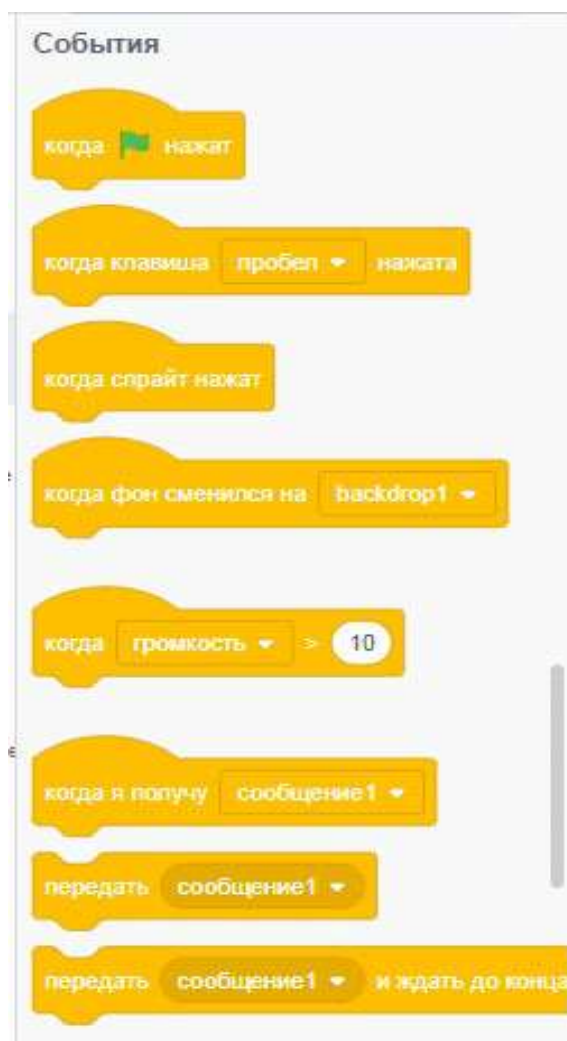 События
когда нажат
когда клавиша пробел нажата
когда спрайт нажат
когда фон сменился на backdrop1
когда громкость > 10
когда я получу сообщение1
передать сообщение1
передать сообщение1 и ждать до конца